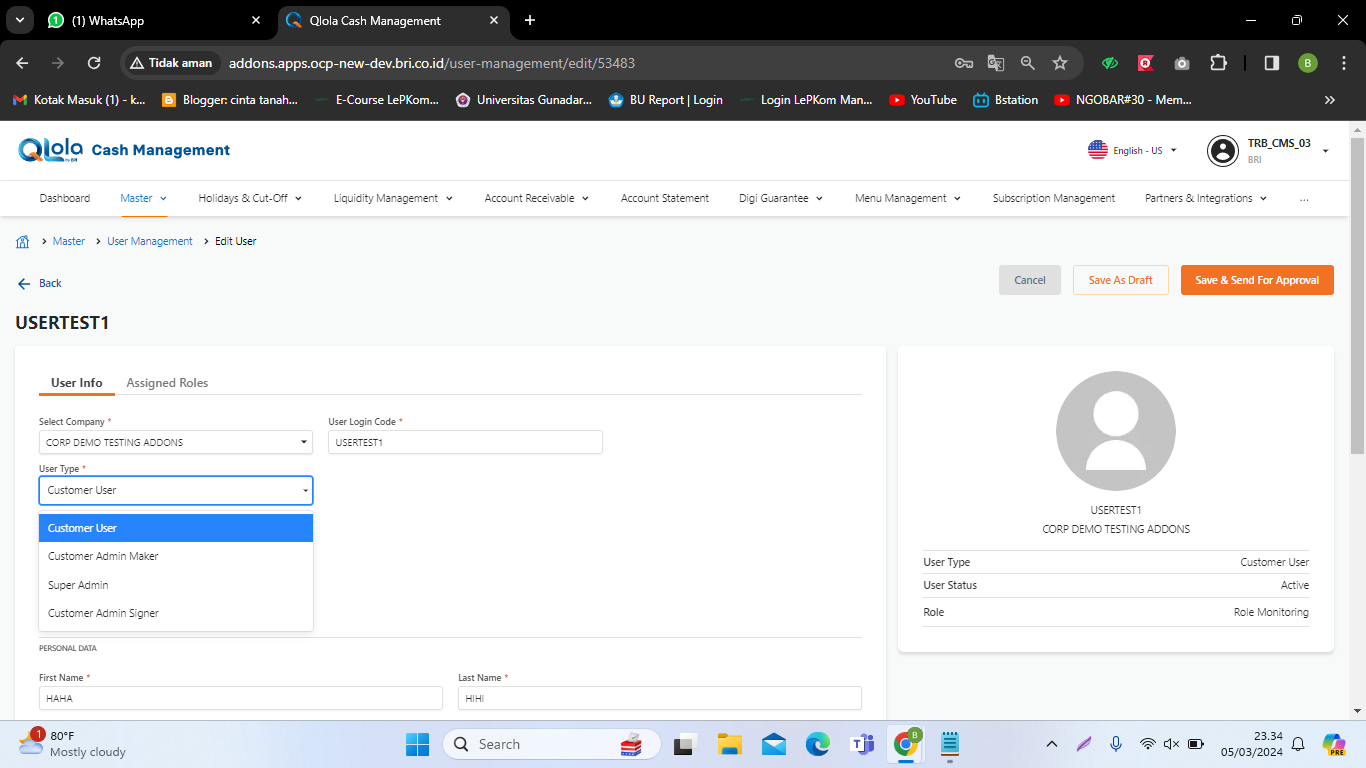 (1) WhatsApp
Qlola Cash Management
Tidak aman
addons.apps.ocp-new-dev.bri.co.id/user-management/edit/53483
B
Kotak Masuk (1) - k...
Blogger: cinta tanah...
E-Course LePKom...
Universitas Gunadar...
BU Report | Login
Login LePKom Man...
YouTube
Bstation
NGOBAR#30 - Mem...
QLola by BRI Cash Management
English - US
TRB_CMS_03
BRI
Dashboard
Master
Holidays & Cut-Off
Liquidity Management
Account Receivable
Account Statement
Digi Guarantee
Menu Management
Subscription Management
Partners & Integrations
...
Master
User Management
Edit User
Back
Cancel
Save As Draft
Save & Send For Approval
USERTEST1
User Info
Assigned Roles
Select Company *
User Login Code *
CORP DEMO TESTING ADDONS
USERTEST1
User Type *
Customer User
Customer User
Customer Admin Maker
Super Admin
Customer Admin Signer
PERSONAL DATA
First Name *
Last Name *
HAHA
HIHI
USERTEST1
CORP DEMO TESTING ADDONS
User Type
Customer User
User Status
Active
Role
Role Monitoring
1
80°F
Mostly cloudy
Search
B
23.34
05/03/2024
PRE